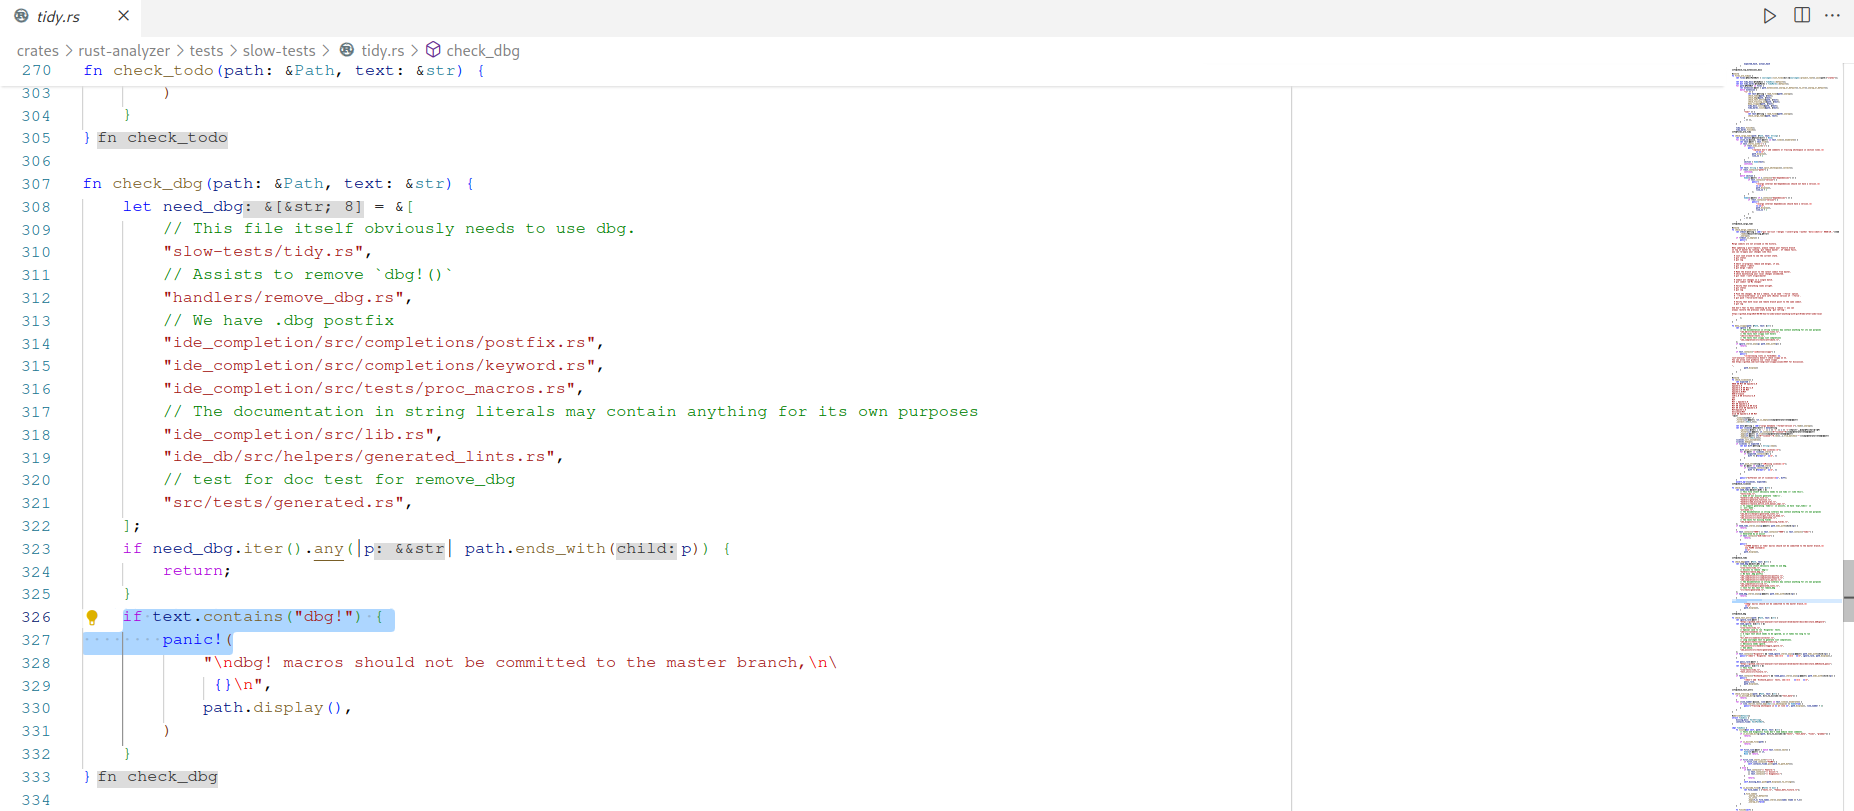 tidy.rs
crates > rust-analyzer > tests > slow-tests > tidy.rs > check_dbg
270 fn check_todo(path: &Path, text: &str) {
303 )
304 }
305 } fn check_todo
306
307 fn check_dbg(path: &Path, text: &str) {
308 let need_dbg: &[&str; 8] = &[
309 // This file itself obviously needs to use dbg.
310 "slow-tests/tidy.rs",
311 // Assists to remove `dbg!()`
312 "handlers/remove_dbg.rs",
313 // We have .dbg postfix
314 "ide_completion/src/completions/postfix.rs",
315 "ide_completion/src/completions/keyword.rs",
316 "ide_completion/src/tests/proc_macros.rs",
317 // The documentation in string literals may contain anything for its own purposes
318 "ide_completion/src/lib.rs",
319 "ide_db/src/helpers/generated_lints.rs",
320 // test for doc test for remove_dbg
321 "src/tests/generated.rs",
322 ];
323 if need_dbg.iter().any(|p: &&str| path.ends_with(child: p)) {
324 return;
325 }
326 if text.contains("dbg!") {
327 panic!(
328 "\ndbg! macros should not be committed to the master branch,\n\
329 {}\n",
330 path.display(),
331 )
332 }
333 } fn check_dbg
334